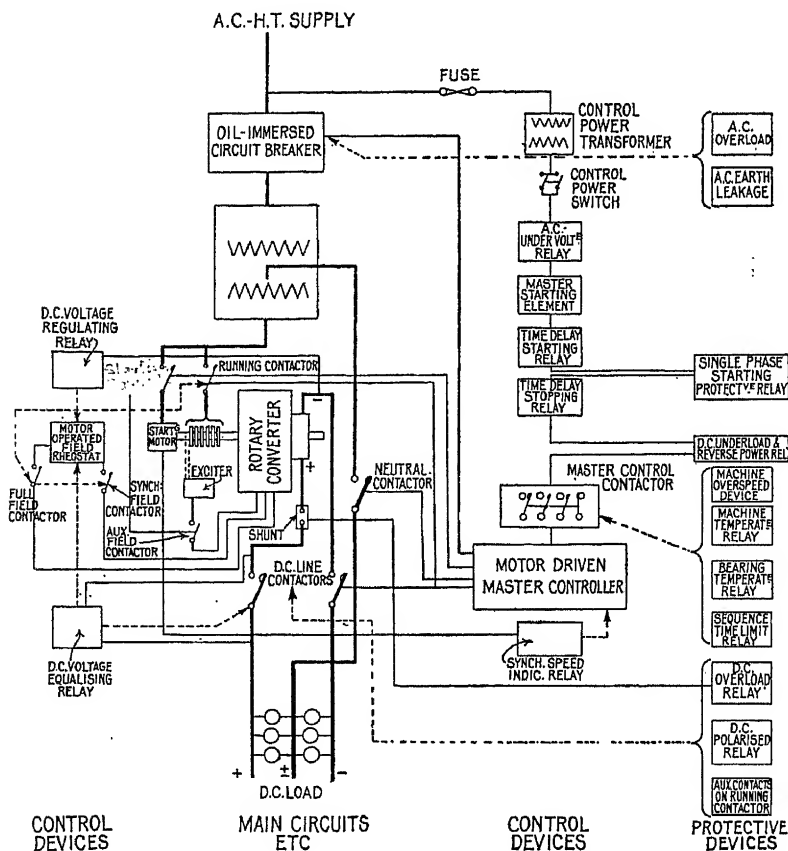 A.C.-H.T. SUPPLY
FUSE
OIL-IMMERSED
CIRCUIT BREAKER
CONTROL
POWER
TRANSFORMER
CONTROL
POWER
SWITCH
A.C.
OVERLOAD
A.C. EARTH
LEAKAGE
A.C.-
UNDER VOLTE
RELAY
MASTER
STARTING
ELEMENT
TIME DELAY
STARTING
RELAY
TIME DELAY
STOPPING
RELAY
SINGLE PHASE
STARTING
PROTECTVE RELAY
D.C. UNDERLOAD &
REVERSE POWER REL
D.C. VOLTAGE
REGULATING
RELAY
RUNNING CONTACTOR
MOTOR
OPERATED
FIELD
RHEOSTAT
STARTG
MOTOR
ROTARY
CONVERTER
−
+
EXCITER
FULL
FIELD
CONTACTOR
SYNCH-
FIELD
CONTACTOR
AUX.
FIELD
CONTACTOR
SHUNT
NEUTRAL
CONTACTOR
MASTER CONTROL
CONTACTOR
MACHINE
OVERSPEED
DEVICE
MACHINE
TEMPERATE
RELAY
BEARING
TEMPERATE
RELAY
SEQUENCE
TIME LIMIT
RELAY
D.C. LINE
CONTACTORS
MOTOR DRIVEN
MASTER CONTROLLER
D.C. VOLTAGE
EQUALISING
RELAY
SYNCH. SPEED
INDIC. RELAY
D.C.
OVERLOAD
RELAY
D.C.
POLARISED
RELAY
AUX. CONTACTS
ON RUNNING
CONTACTOR
+ ± −
D.C. LOAD
CONTROL
DEVICES
MAIN CIRCUITS
ETC
CONTROL
DEVICES
PROTECTIVE
DEVICES